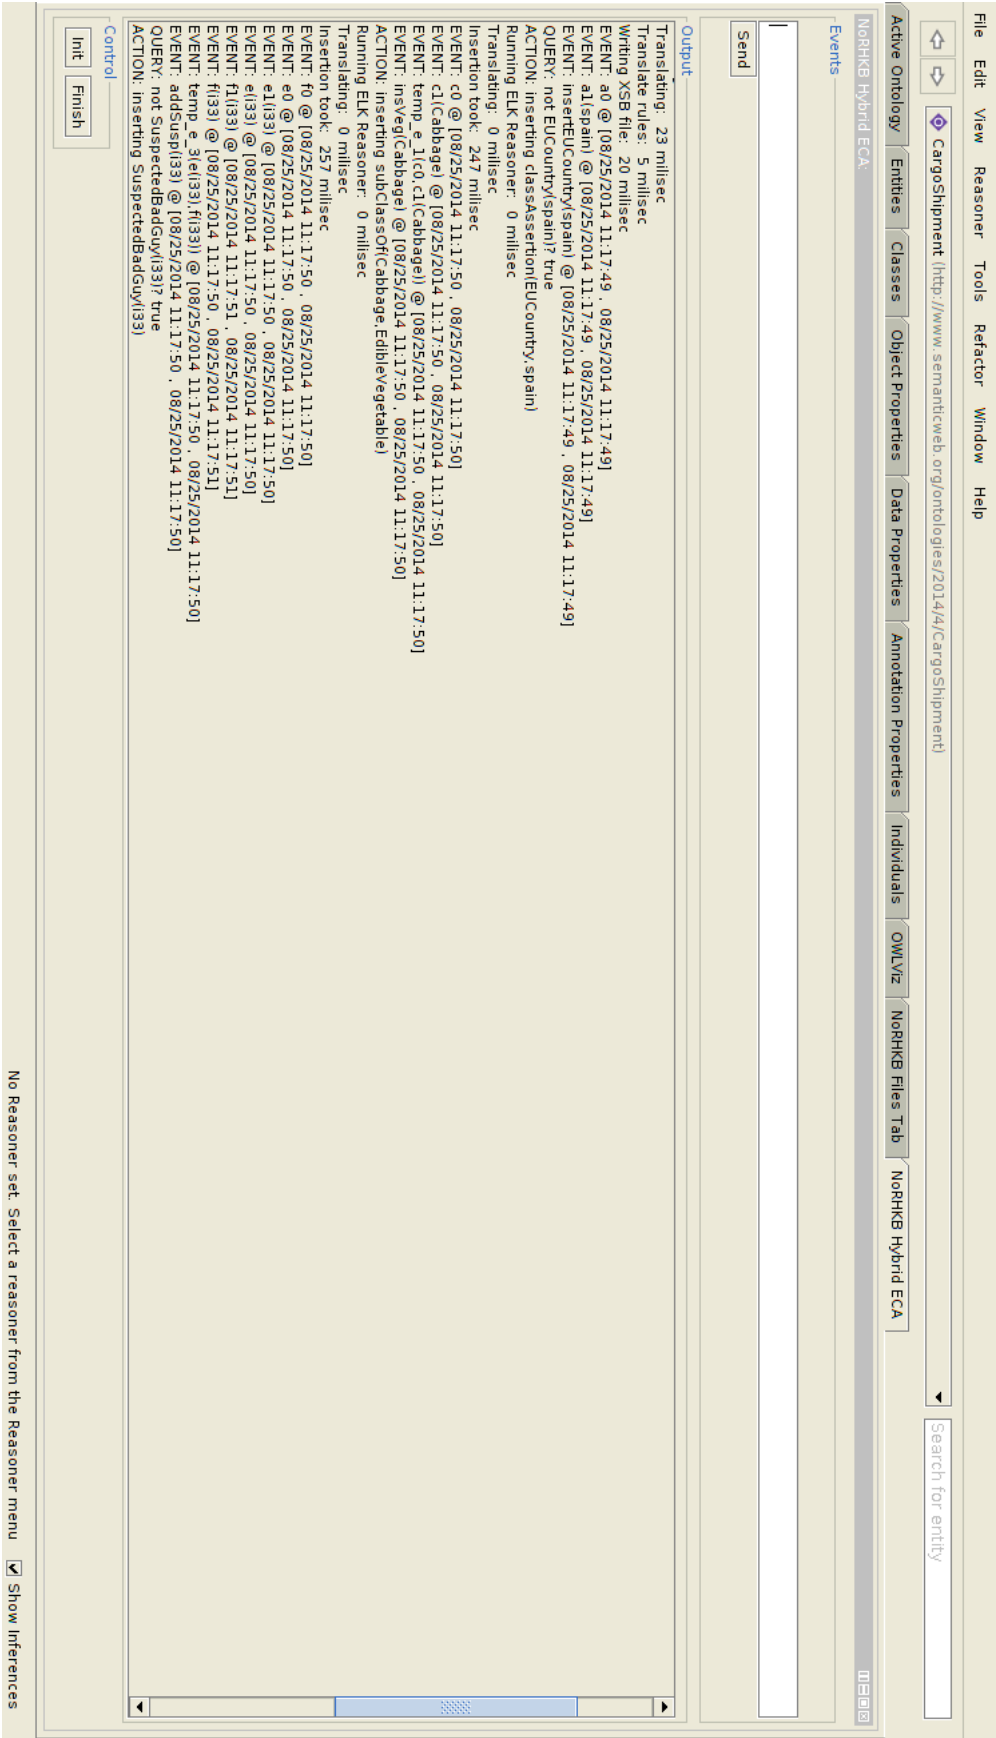 File Edit View Reasoner Tools Refactor Window Help
CargoShipment (http://www.semanticweb.org/ontologies/2014/4/CargoShipment)
Search for entity
Active Ontology Entities Classes Object Properties Data Properties Annotation Properties Individuals OWLViz NoRHKB Files Tab NoRHKB Hybrid ECA
NoRHKB Hybrid ECA:
Events
Send
Output
Translating: 23 milisec
Translate rules: 5 milisec
Writing XSB file: 20 milisec
EVENT: a0 @ [08/25/2014 11:17:49 , 08/25/2014 11:17:49]
EVENT: a1(spain) @ [08/25/2014 11:17:49 , 08/25/2014 11:17:49]
EVENT: insertEUCountry(spain) @ [08/25/2014 11:17:49 , 08/25/2014 11:17:49]
QUERY: not EUCountry(spain)? true
ACTION: inserting classAssertion(EUCountry,spain)
Running ELK Reasoner: 0 milisec
Translating: 0 milisec
Insertion took: 247 milisec
EVENT: c0 @ [08/25/2014 11:17:50 , 08/25/2014 11:17:50]
EVENT: c1(Cabbage) @ [08/25/2014 11:17:50 , 08/25/2014 11:17:50]
EVENT: temp_e_1(c0,c1(Cabbage)) @ [08/25/2014 11:17:50 , 08/25/2014 11:17:50]
EVENT: insVeg(Cabbage) @ [08/25/2014 11:17:50 , 08/25/2014 11:17:50]
ACTION: inserting subClassOf(Cabbage,EdibleVegetable)
Running ELK Reasoner: 0 milisec
Translating: 0 milisec
Insertion took: 257 milisec
EVENT: f0 @ [08/25/2014 11:17:50 , 08/25/2014 11:17:50]
EVENT: e0 @ [08/25/2014 11:17:50 , 08/25/2014 11:17:50]
EVENT: e1(i33) @ [08/25/2014 11:17:50 , 08/25/2014 11:17:50]
EVENT: e(i33) @ [08/25/2014 11:17:50 , 08/25/2014 11:17:50]
EVENT: f1(i33) @ [08/25/2014 11:17:51 , 08/25/2014 11:17:51]
EVENT: f(i33) @ [08/25/2014 11:17:50 , 08/25/2014 11:17:51]
EVENT: temp_e_3(e(i33),f(i33)) @ [08/25/2014 11:17:50 , 08/25/2014 11:17:50]
EVENT: addSusp(i33) @ [08/25/2014 11:17:50 , 08/25/2014 11:17:50]
QUERY: not SuspectedBadGuy(i33)? true
ACTION: inserting SuspectedBadGuy(i33)
Control
Init Finish
No Reasoner set. Select a reasoner from the Reasoner menu Show Inferences